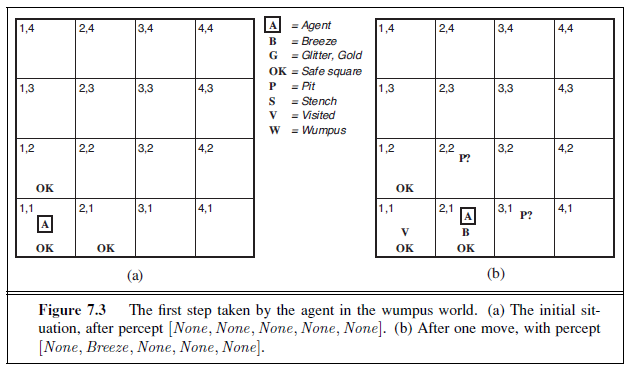 1,4 2,4 3,4 4,4
1,3 2,3 3,3 4,3
1,2 2,2 3,2 4,2
OK
1,1 2,1 3,1 4,1
A
OK OK
(a)
A = Agent
B = Breeze
G = Glitter, Gold
OK = Safe square
P = Pit
S = Stench
V = Visited
W = Wumpus
1,4 2,4 3,4 4,4
1,3 2,3 3,3 4,3
1,2 2,2 3,2 4,2
P?
OK
1,1 2,1 A 3,1 P? 4,1
V B
OK OK
(b)
Figure 7.3 The first step taken by the agent in the wumpus world. (a) The initial sit-
uation, after percept [None, None, None, None, None]. (b) After one move, with percept
[None, Breeze, None, None, None].